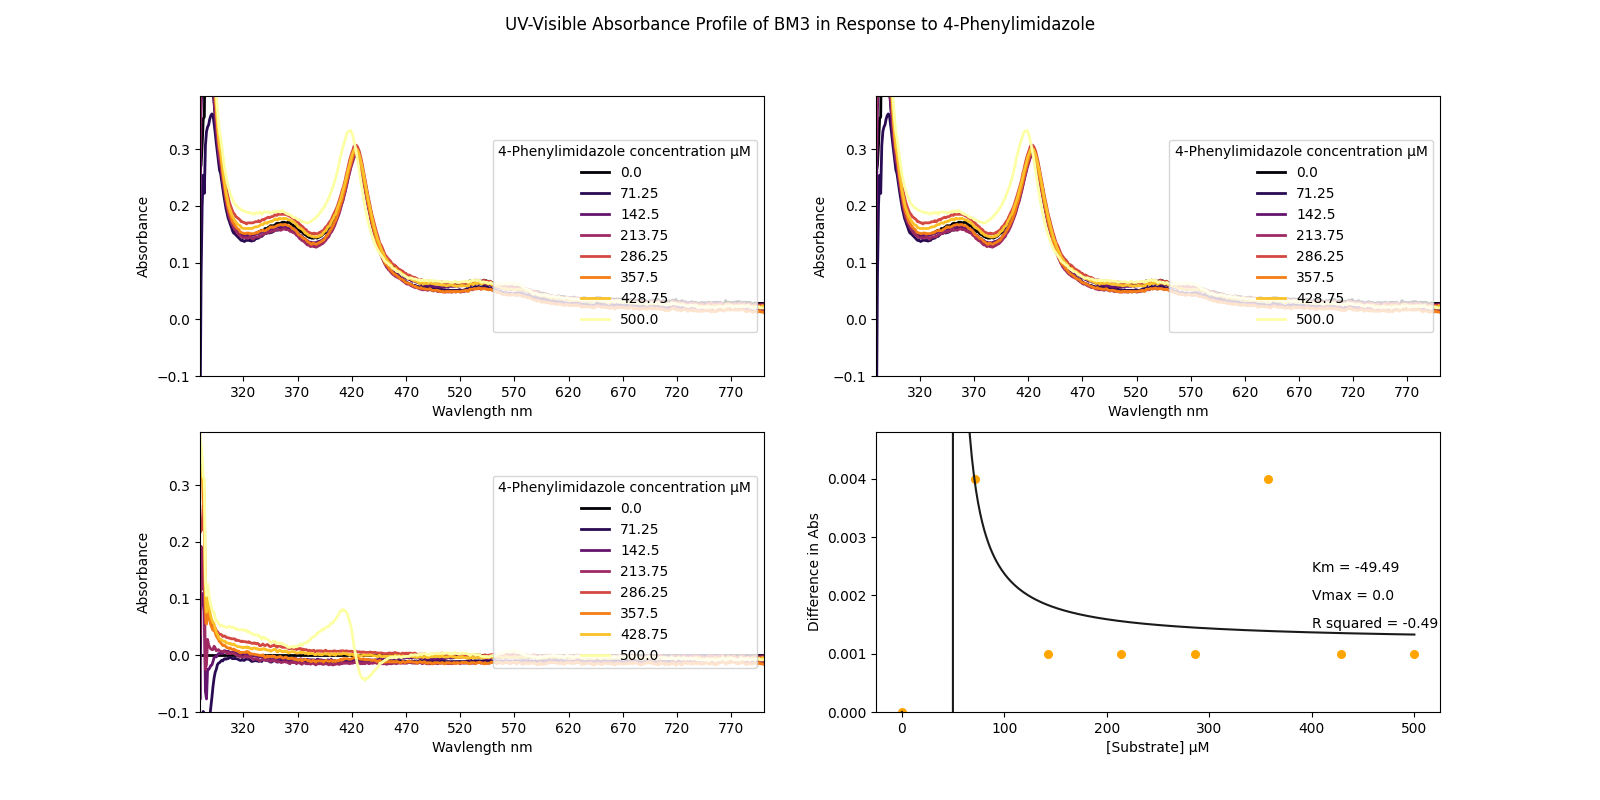 UV-Visible Absorbance Profile of BM3 in Response to 4-Phenylimidazole
Absorbance
0.3
0.2
0.1
0.0
−0.1
4-Phenylimidazole concentration μM
0.0
71.25
142.5
213.75
286.25
357.5
428.75
500.0
320 370 420 470 520 570 620 670 720 770
Wavlength nm
Absorbance
0.3
0.2
0.1
0.0
−0.1
4-Phenylimidazole concentration μM
0.0
71.25
142.5
213.75
286.25
357.5
428.75
500.0
320 370 420 470 520 570 620 670 720 770
Wavlength nm
Absorbance
0.3
0.2
0.1
0.0
−0.1
4-Phenylimidazole concentration μM
0.0
71.25
142.5
213.75
286.25
357.5
428.75
500.0
320 370 420 470 520 570 620 670 720 770
Wavlength nm
Difference in Abs
0.004
0.003
0.002
0.001
0.000
Km = -49.49
Vmax = 0.0
R squared = -0.49
0 100 200 300 400 500
[Substrate] μM